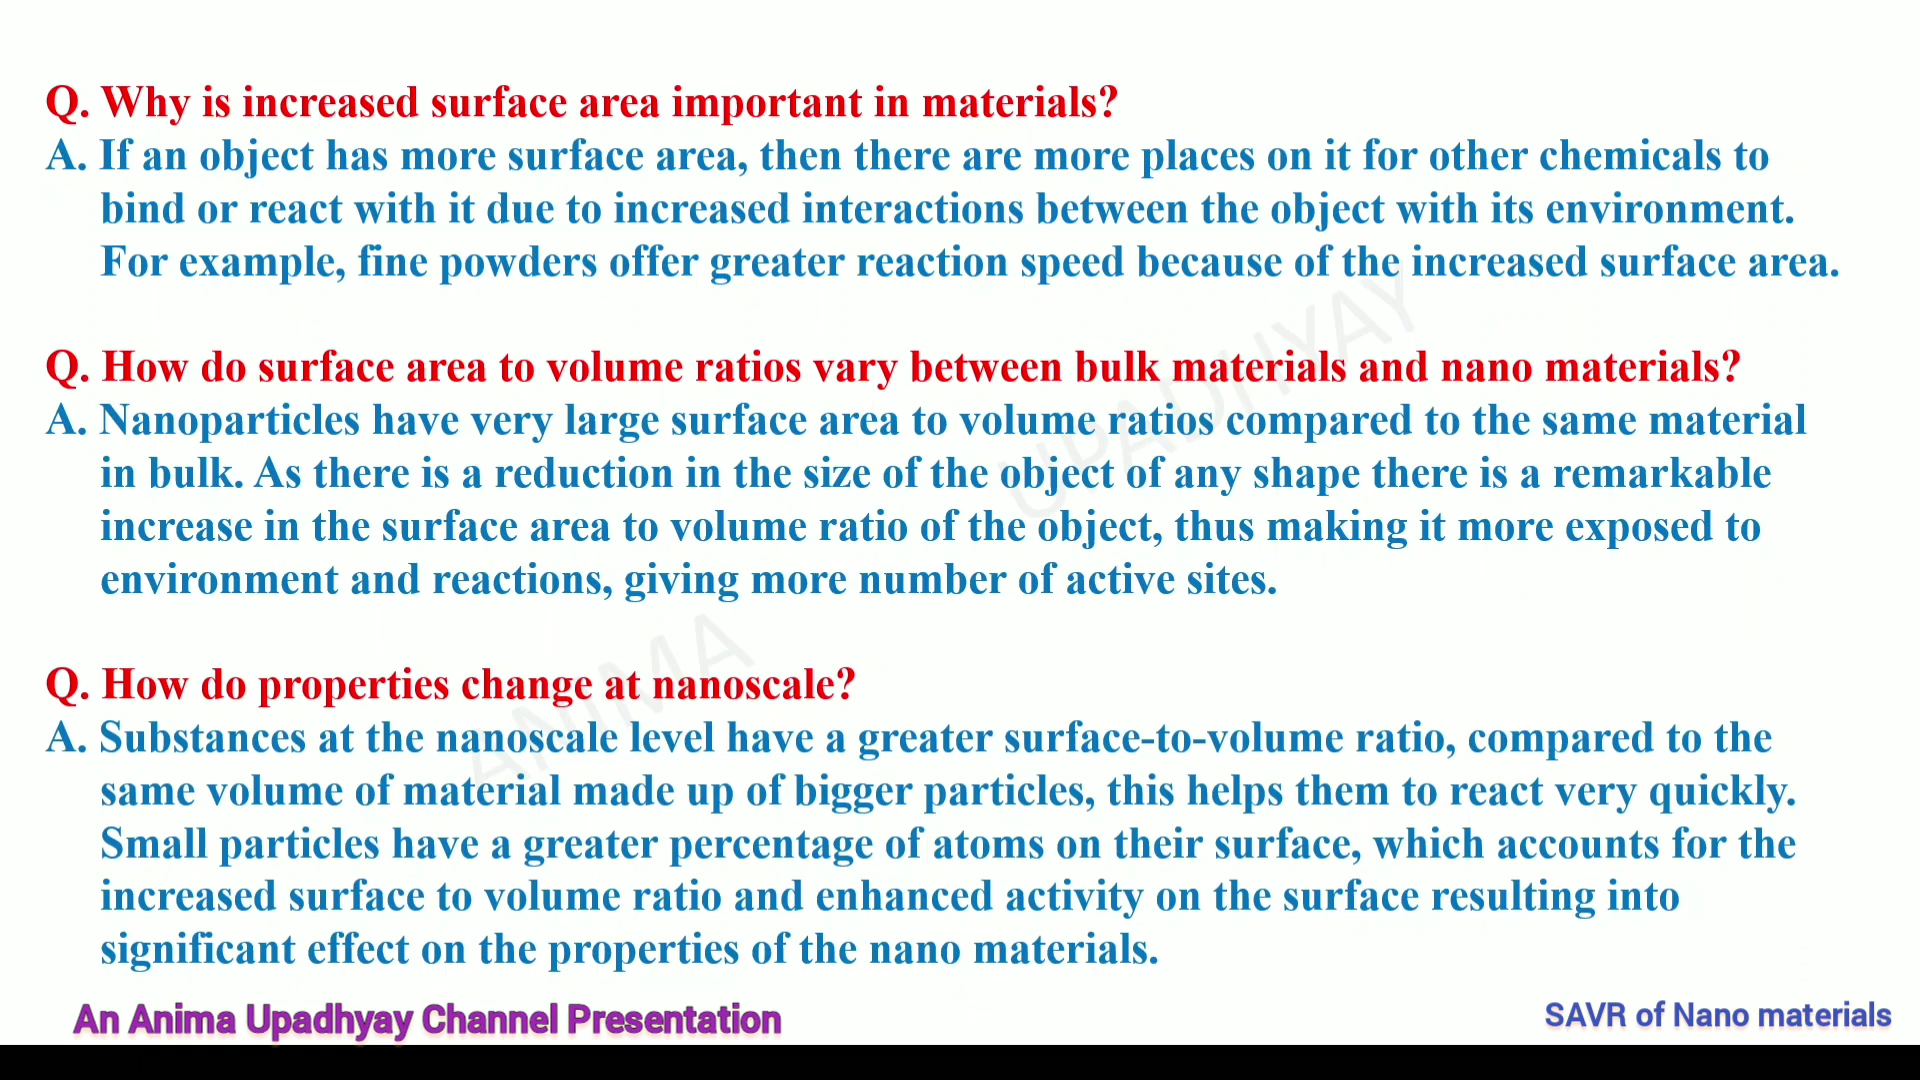 Q. Why is increased surface area important in materials?
A. If an object has more surface area, then there are more places on it for other chemicals to
bind or react with it due to increased interactions between the object with its environment.
For example, fine powders offer greater reaction speed because of the increased surface area.
Q. How do surface area to volume ratios vary between bulk materials and nano materials?
A. Nanoparticles have very large surface area to volume ratios compared to the same material
in bulk. As there is a reduction in the size of the object of any shape there is a remarkable
increase in the surface area to volume ratio of the object, thus making it more exposed to
environment and reactions, giving more number of active sites.
Q. How do properties change at nanoscale?
A. Substances at the nanoscale level have a greater surface-to-volume ratio, compared to the
same volume of material made up of bigger particles, this helps them to react very quickly.
Small particles have a greater percentage of atoms on their surface, which accounts for the
increased surface to volume ratio and enhanced activity on the surface resulting into
significant effect on the properties of the nano materials.
ANIMA UPADHYAY
An Anima Upadhyay Channel Presentation
SAVR of Nano materials